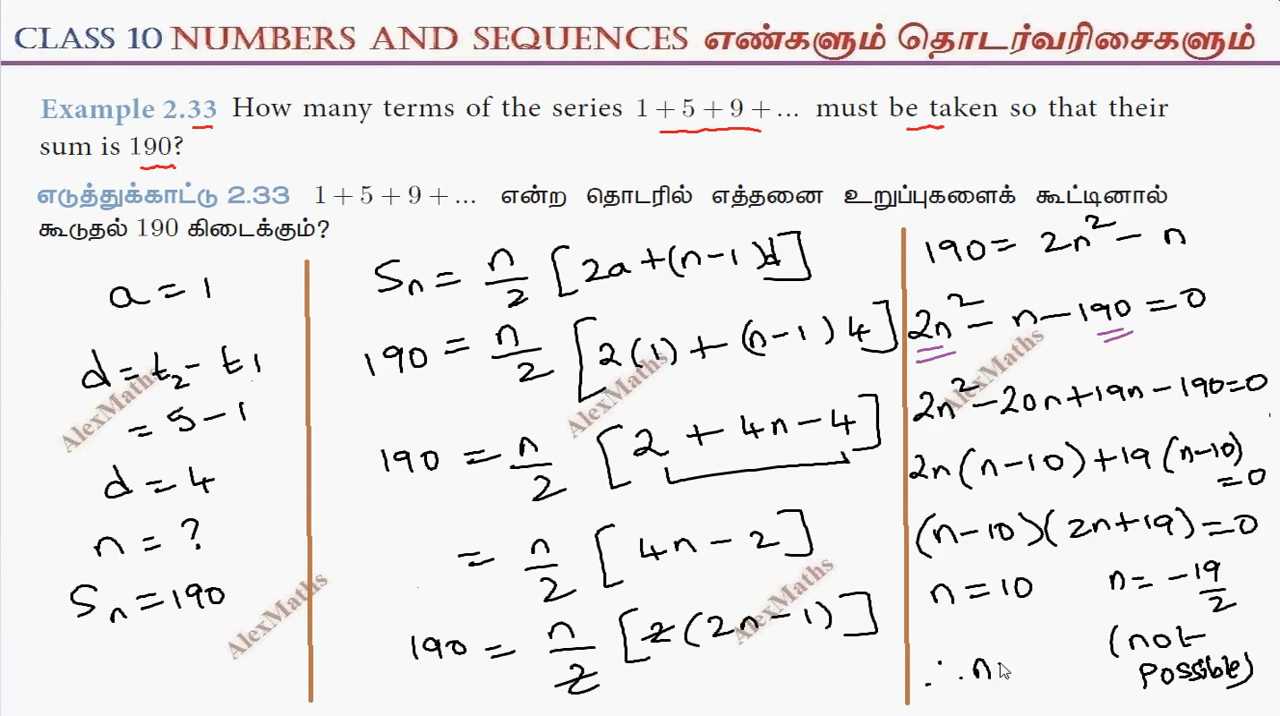 CLASS 10 NUMBERS AND SEQUENCES எண்களும் தொடர்வரிசைகளும்
Example 2.33 How many terms of the series 1 + 5 + 9 + ... must be taken so that their
sum is 190?
எடுத்துக்காட்டு 2.33 1 + 5 + 9 + ... என்ற தொடரில் எத்தனை உறுப்புகளைக் கூட்டினால்
கூடுதல் 190 கிடைக்கும்?
a = 1
d = t₂ - t₁
= 5 - 1
d = 4
n = ?
Sₙ = 190
AlexMaths
AlexMaths
Sₙ = n/2 [2a + (n-1)d]
190 = n/2 [2(1) + (n-1)4]
190 = n/2 [2 + 4n - 4]
= n/2 [4n - 2]
190 = n/2 [2(2n-1)]
AlexMaths
AlexMaths
190 = 2n² - n
2n² - n - 190 = 0
2n² - 20n + 19n - 190 = 0
2n(n-10) + 19(n-10)
= 0
(n-10)(2n+19) = 0
n = 10 n = -19/2
(not
possible)
∴ n
AlexMaths